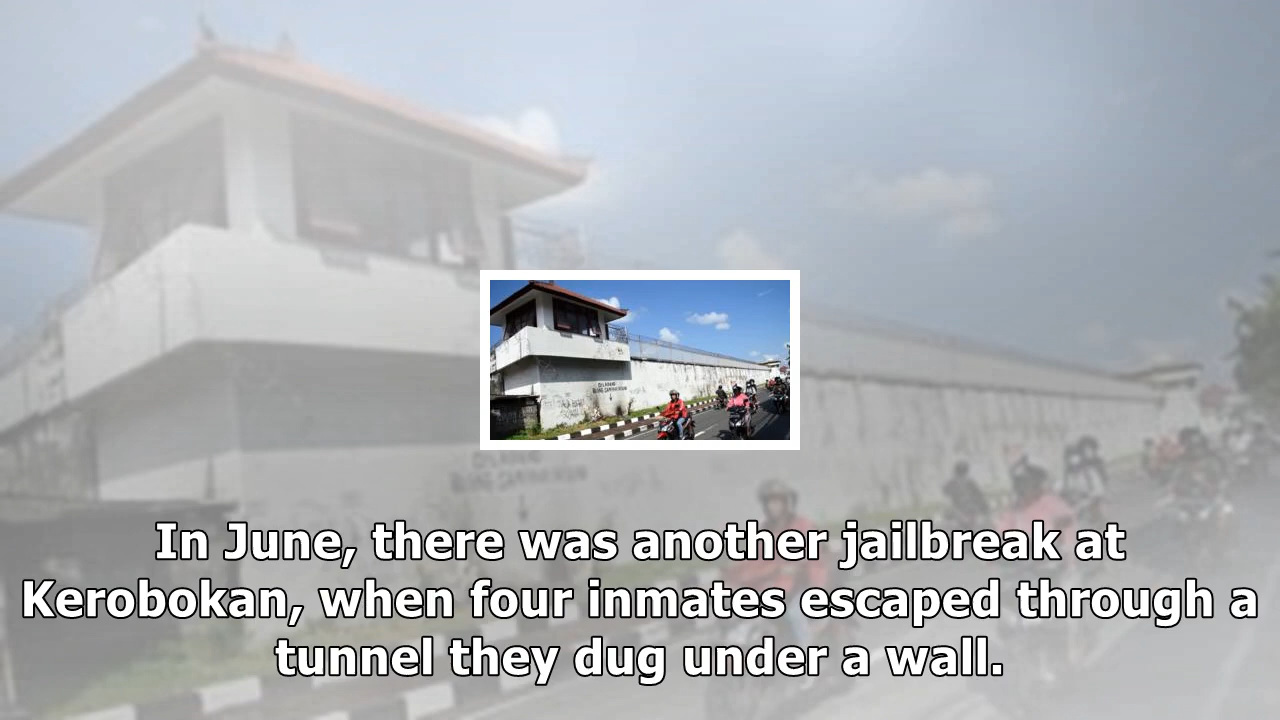 In June, there was another jailbreak at
Kerobokan, when four inmates escaped through a
tunnel they dug under a wall.